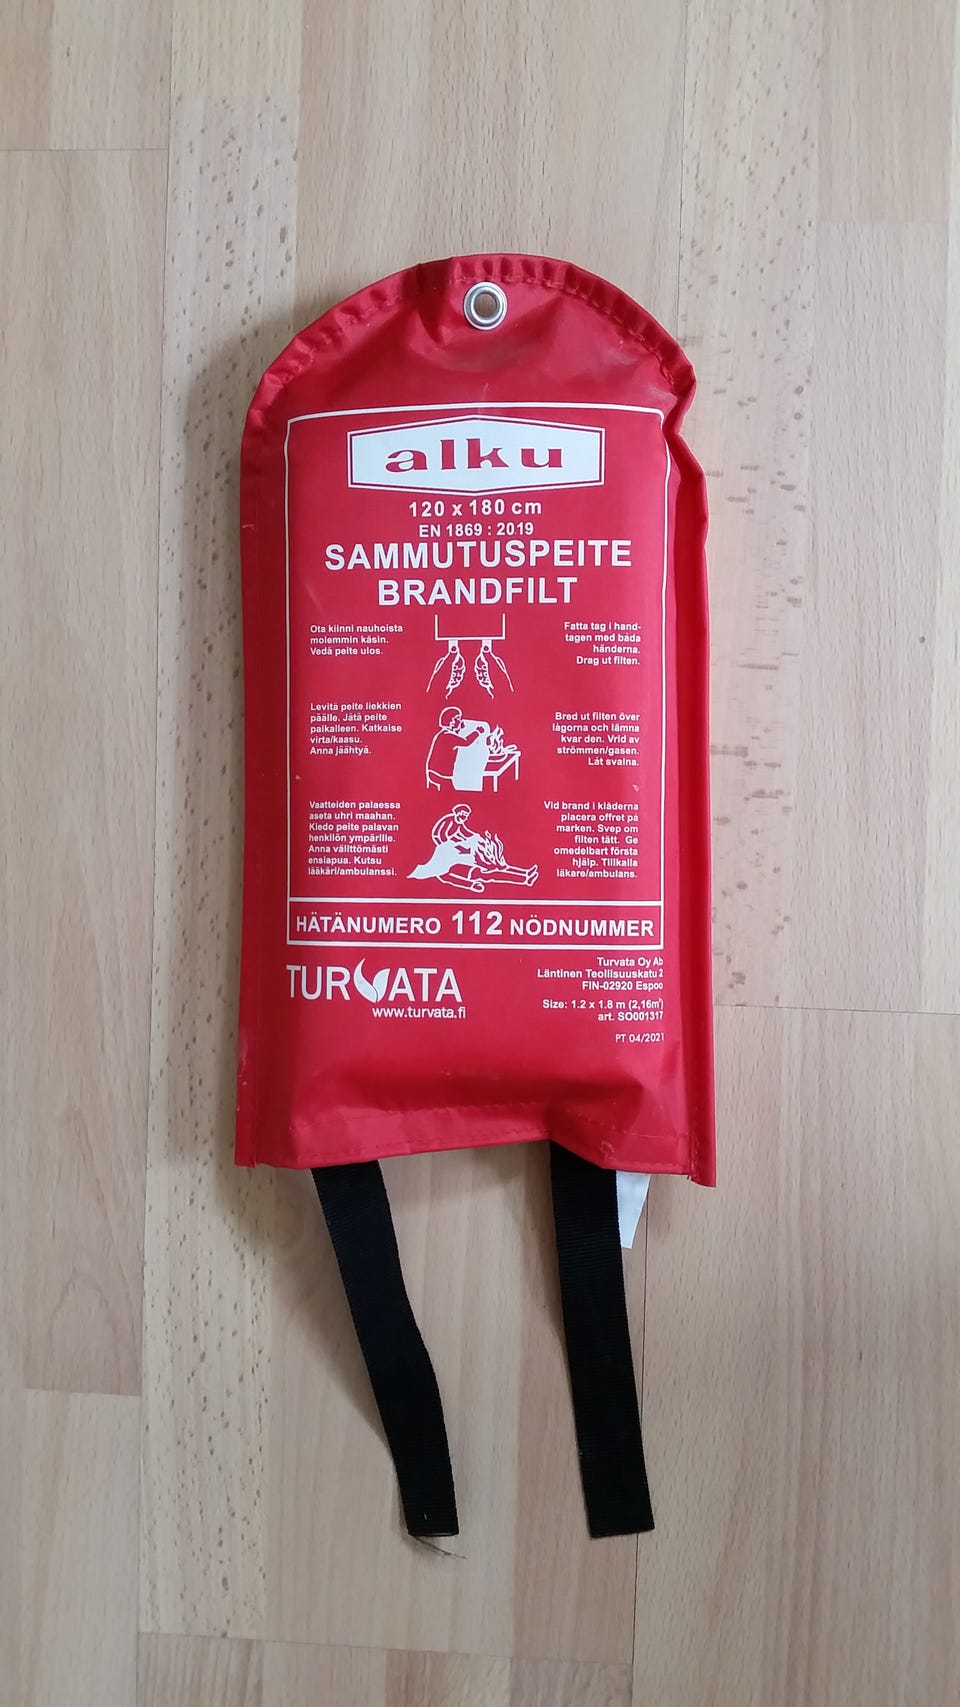 alku
120 x 180 cm
EN 1869 : 2019
SAMMUTUSPEITE
BRANDFILT
Ota kiinni nauhoista
molemmin käsin.
Vedä peite ulos.
Fatta tag i hand-
tagen med båda
händerna.
Drag ut filten.
Levitä peite liekkien
päälle. Jätä peite
paikalleen. Katkaise
virta/kaasu.
Anna jäähtyä.
Bred ut filten över
lågorna och lämna
kvar den. Vrid av
strömmen/gasen.
Låt svalna.
Vaatteiden palaessa
aseta uhri maahan.
Kiedo peite palavan
henkilön ympärille.
Anna välittömästi
ensiapua. Kutsu
lääkäri/ambulanssi.
Vid brand i kläderna
placera offret på
marken. Svep om
filten tätt. Ge
omedelbart första
hjälp. Tillkalla
läkare/ambulans.
HÄTÄNUMERO 112 NÖDNUMMER
TURVATA
www.turvata.fi
Turvata Oy Ab
Läntinen Teollisuuskatu 2
FIN-02920 Espoo
Size: 1.2 x 1.8 m (2,16m²)
art. SO001317
PT 04/2021